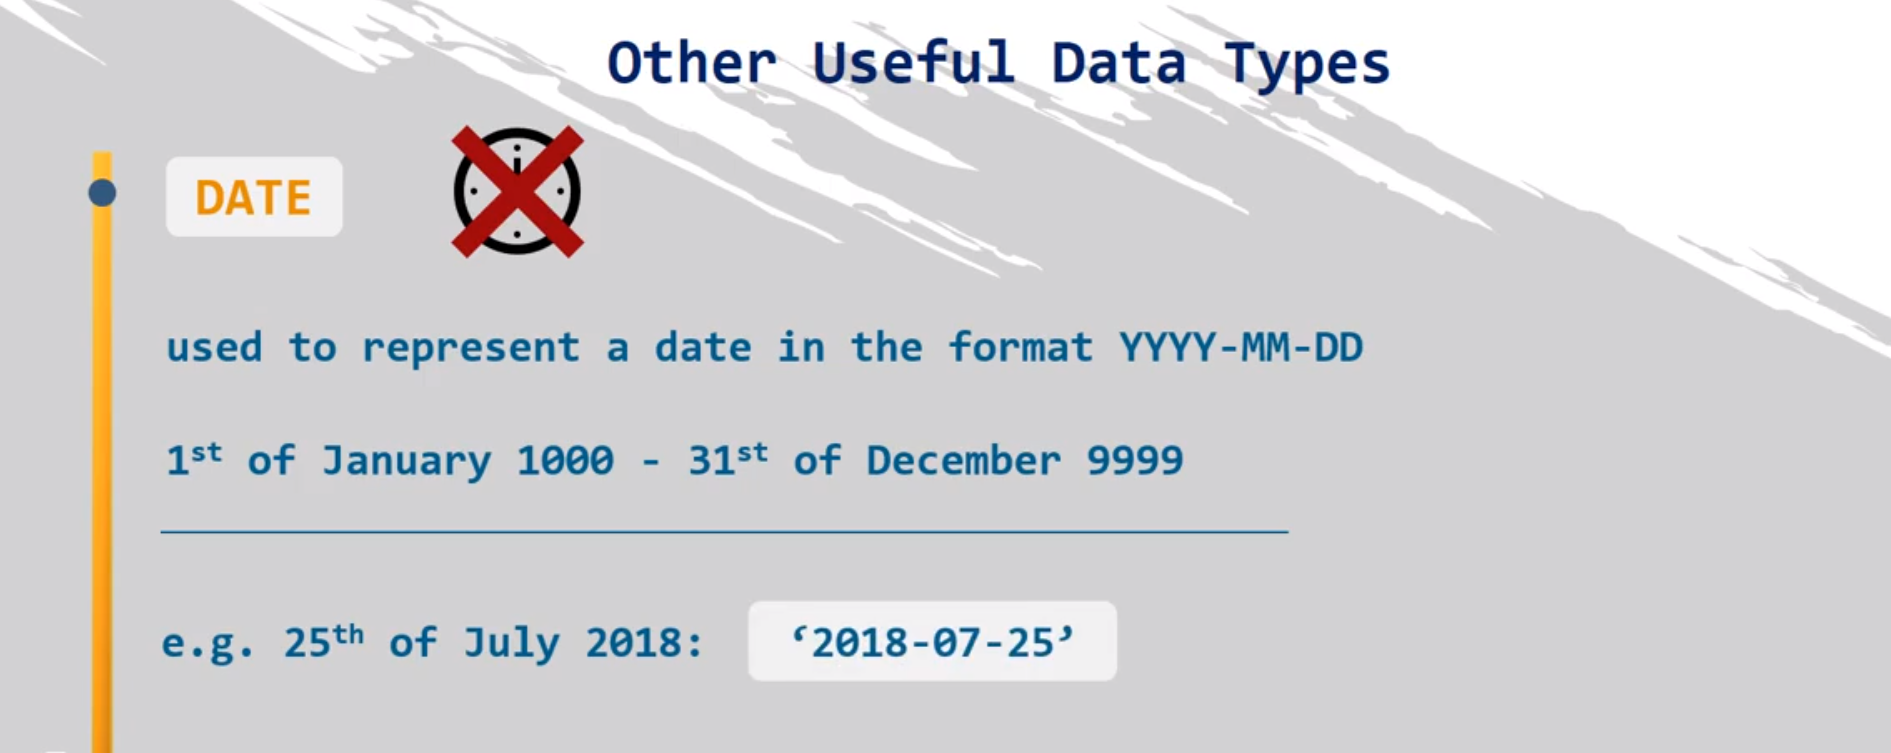 Other Useful Data Types
DATE
used to represent a date in the format YYYY-MM-DD
1st of January 1000 - 31st of December 9999
e.g. 25th of July 2018: ‘2018-07-25’